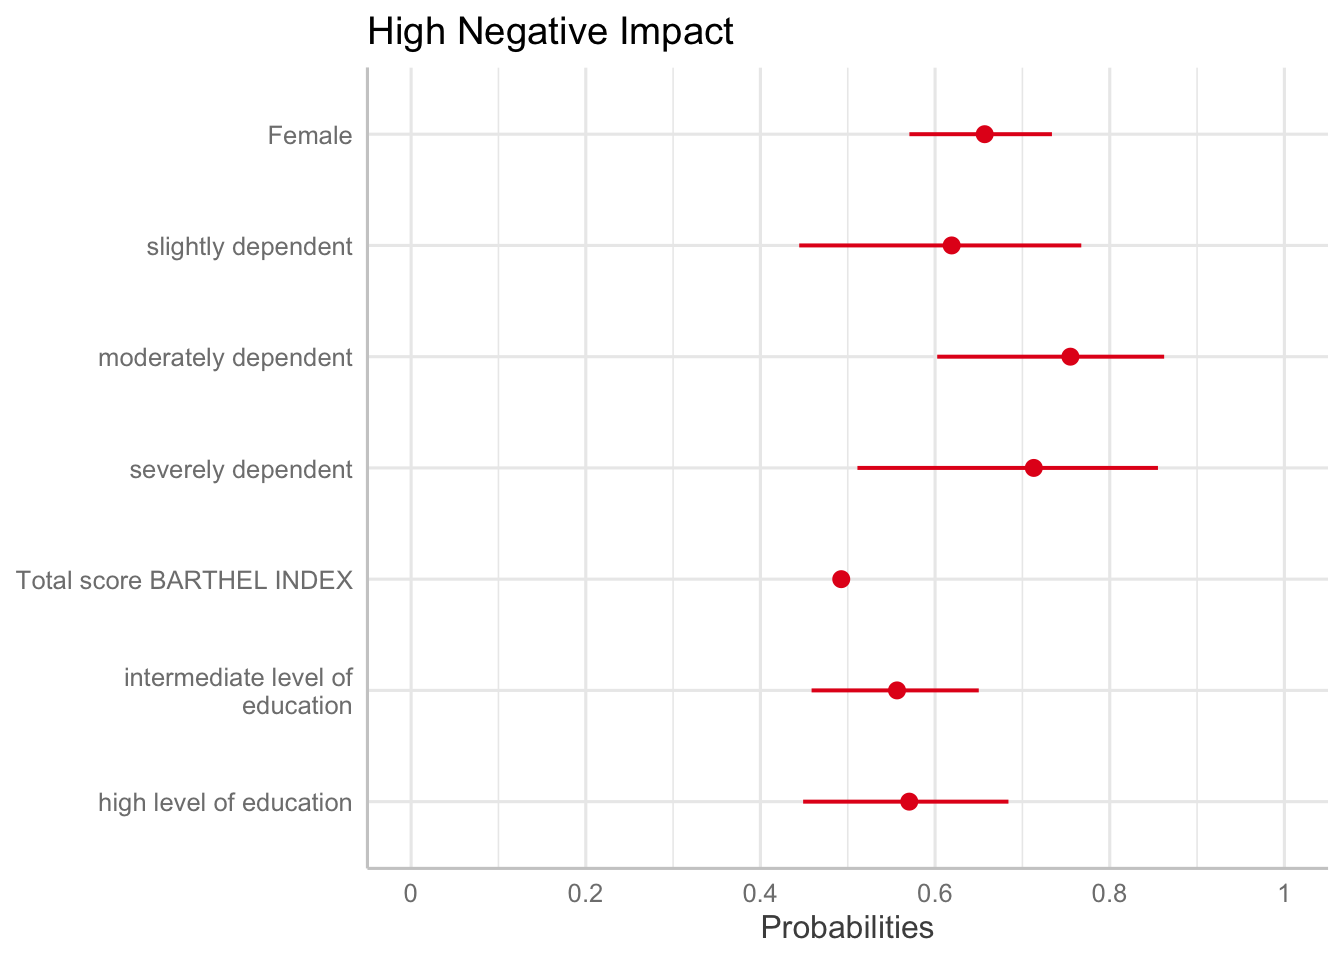 High Negative Impact
Female
slightly dependent
moderately dependent
severely dependent
Total score BARTHEL INDEX
intermediate level of
education
high level of education
0 0.2 0.4 0.6 0.8 1
Probabilities